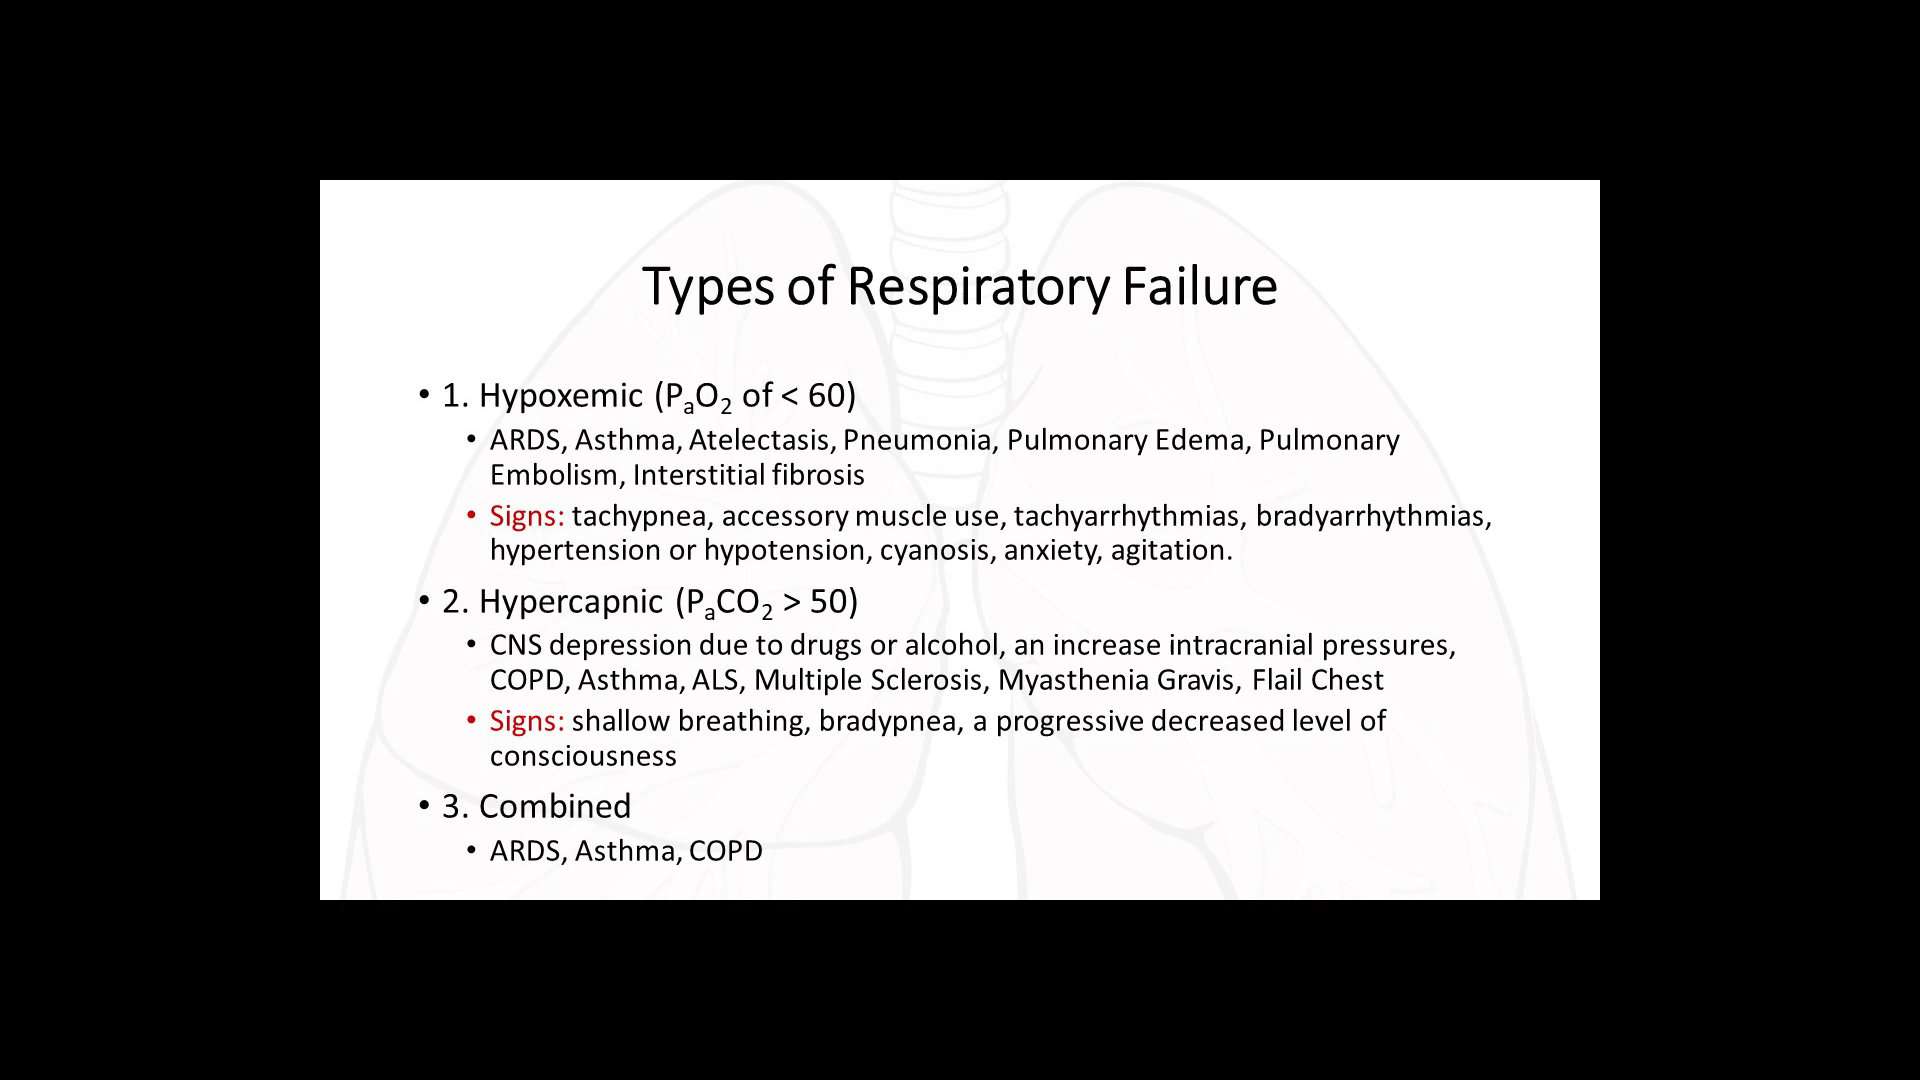 Types of Respiratory Failure
• 1. Hypoxemic (PₐO₂ of < 60)
• ARDS, Asthma, Atelectasis, Pneumonia, Pulmonary Edema, Pulmonary
Embolism, Interstitial fibrosis
• Signs: tachypnea, accessory muscle use, tachyarrhythmias, bradyarrhythmias,
hypertension or hypotension, cyanosis, anxiety, agitation.
• 2. Hypercapnic (PₐCO₂ > 50)
• CNS depression due to drugs or alcohol, an increase intracranial pressures,
COPD, Asthma, ALS, Multiple Sclerosis, Myasthenia Gravis, Flail Chest
• Signs: shallow breathing, bradypnea, a progressive decreased level of
consciousness
• 3. Combined
• ARDS, Asthma, COPD